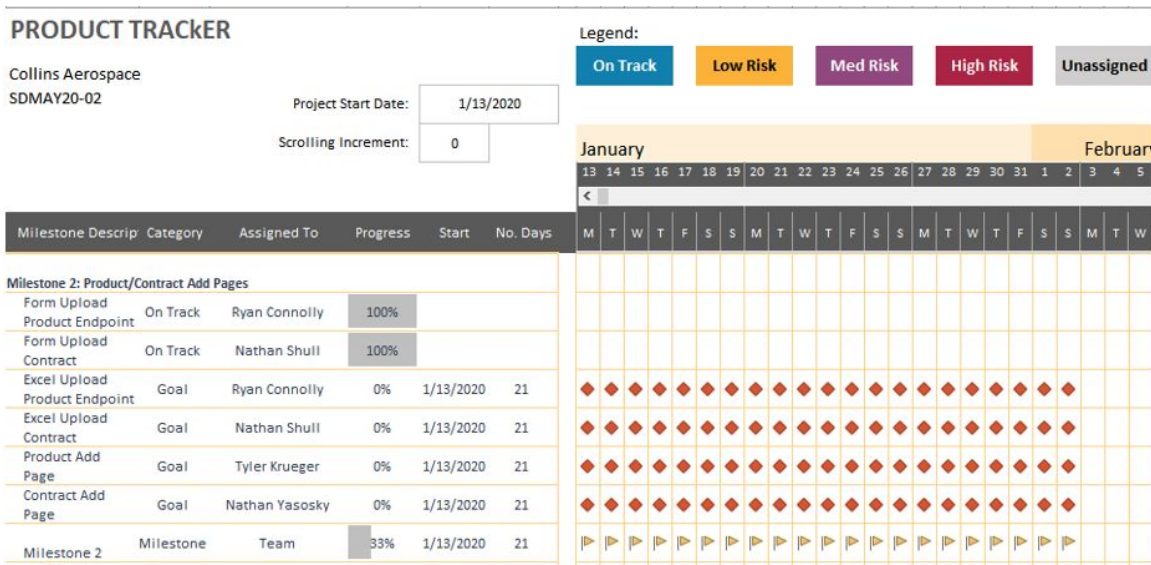 PRODUCT TRACkER
Legend:
On Track Low Risk Med Risk High Risk Unassigned
Collins Aerospace
SDMAY20-02
Project Start Date: 1/13/2020
Scrolling Increment: 0
January February
13 14 15 16 17 18 19 20 21 22 23 24 25 26 27 28 29 30 31 1 2 3 4 5
Milestone Descrip Category Assigned To Progress Start No. Days M T W T F S S M T W T F S S M T W T F S S M T W
Milestone 2: Product/Contract Add Pages
Form Upload
Product Endpoint On Track Ryan Connolly 100%
Form Upload
Contract On Track Nathan Shull 100%
Excel Upload
Product Endpoint Goal Ryan Connolly 0% 1/13/2020 21
Excel Upload
Contract Goal Nathan Shull 0% 1/13/2020 21
Product Add
Page Goal Tyler Krueger 0% 1/13/2020 21
Contract Add
Page Goal Nathan Yasosky 0% 1/13/2020 21
Milestone 2 Milestone Team 33% 1/13/2020 21